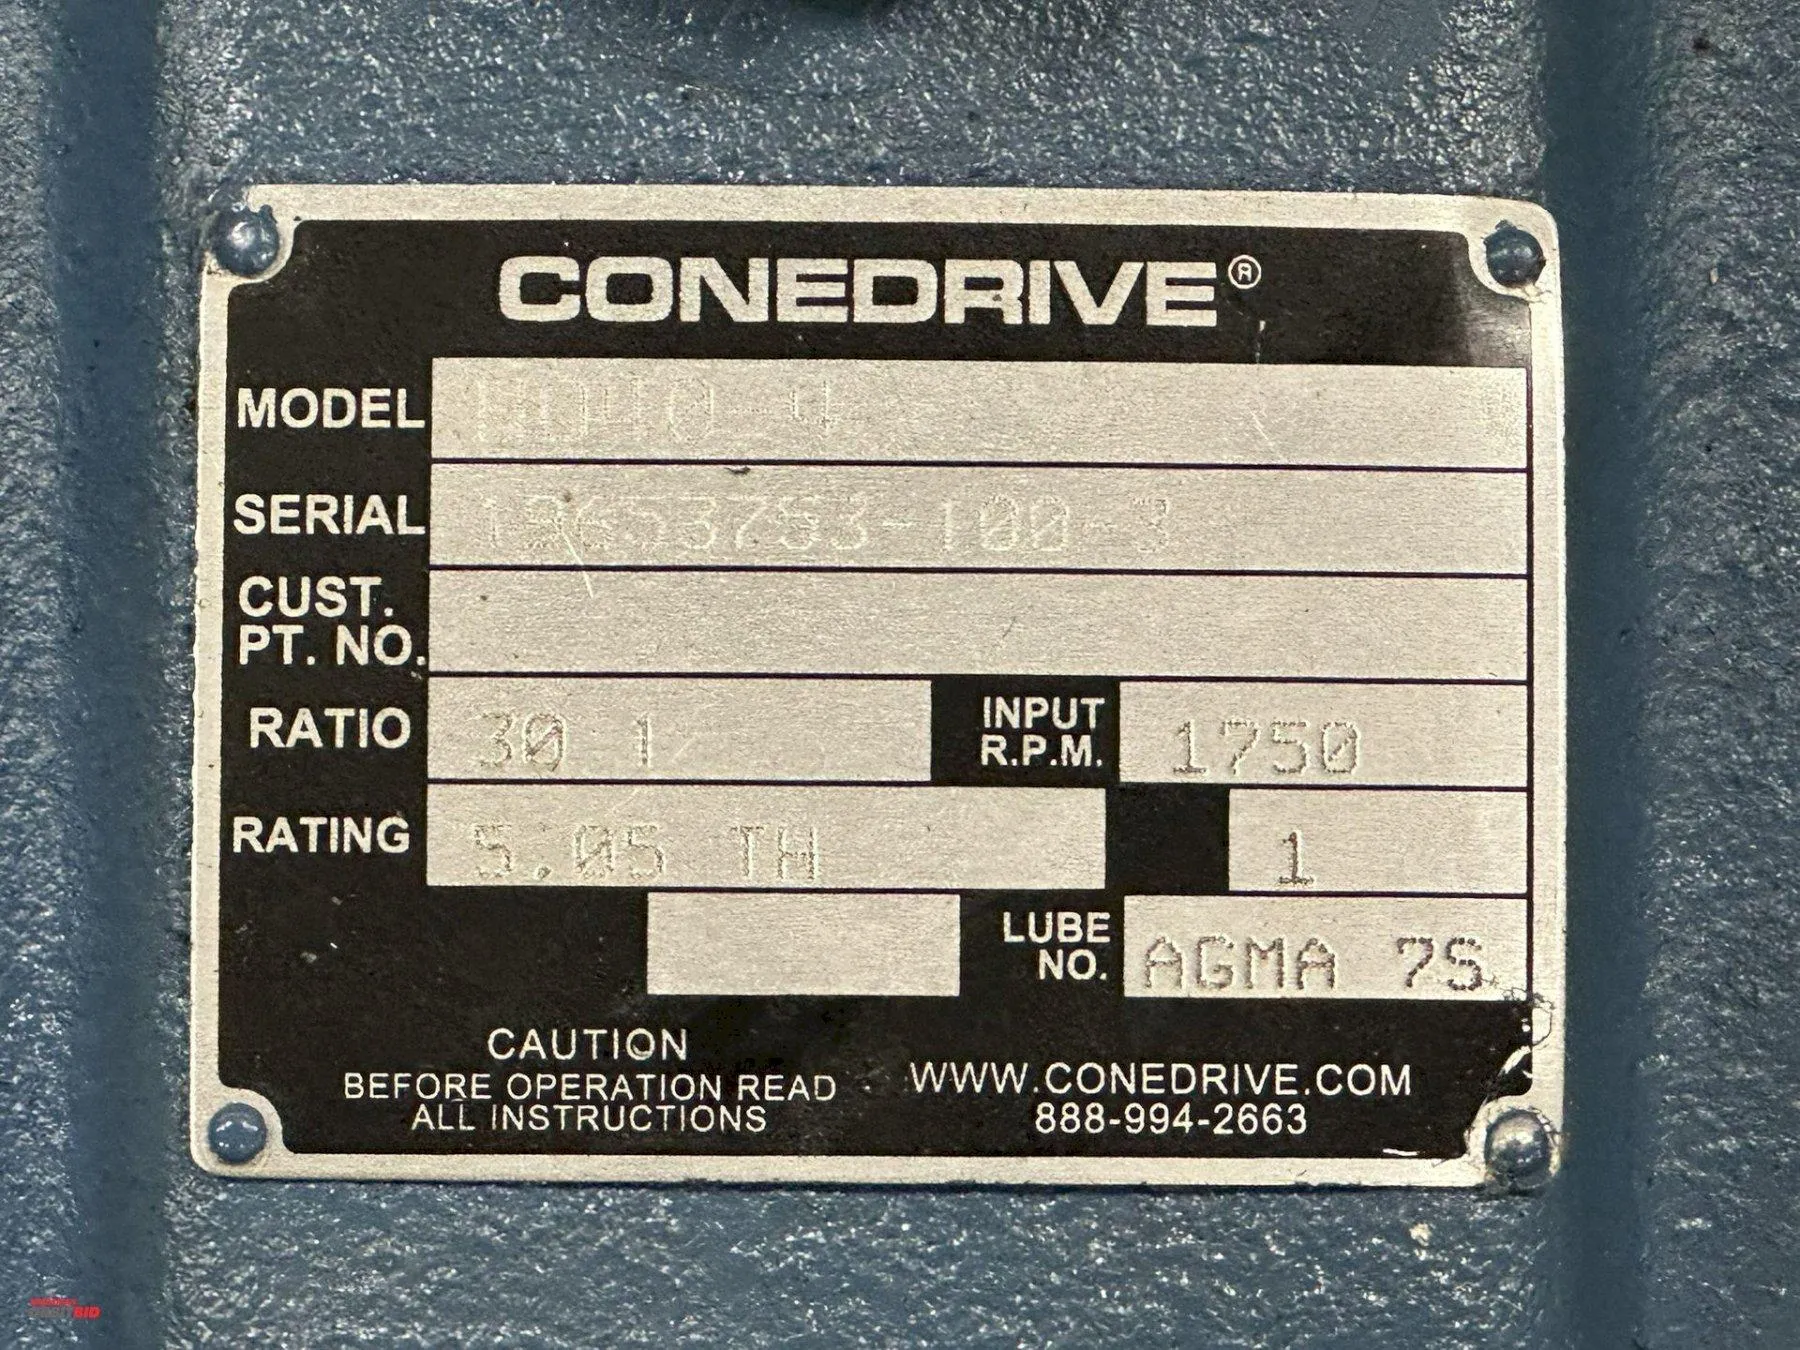 CONEDRIVE®
MODEL
SERIAL
CUST.
PT. NO.
RATIO 30 1 INPUT R.P.M. 1750
RATING 5.05 TH 1
LUBE NO. AGMA 7S
CAUTION
BEFORE OPERATION READ
ALL INSTRUCTIONS
WWW.CONEDRIVE.COM
888-994-2663
BID